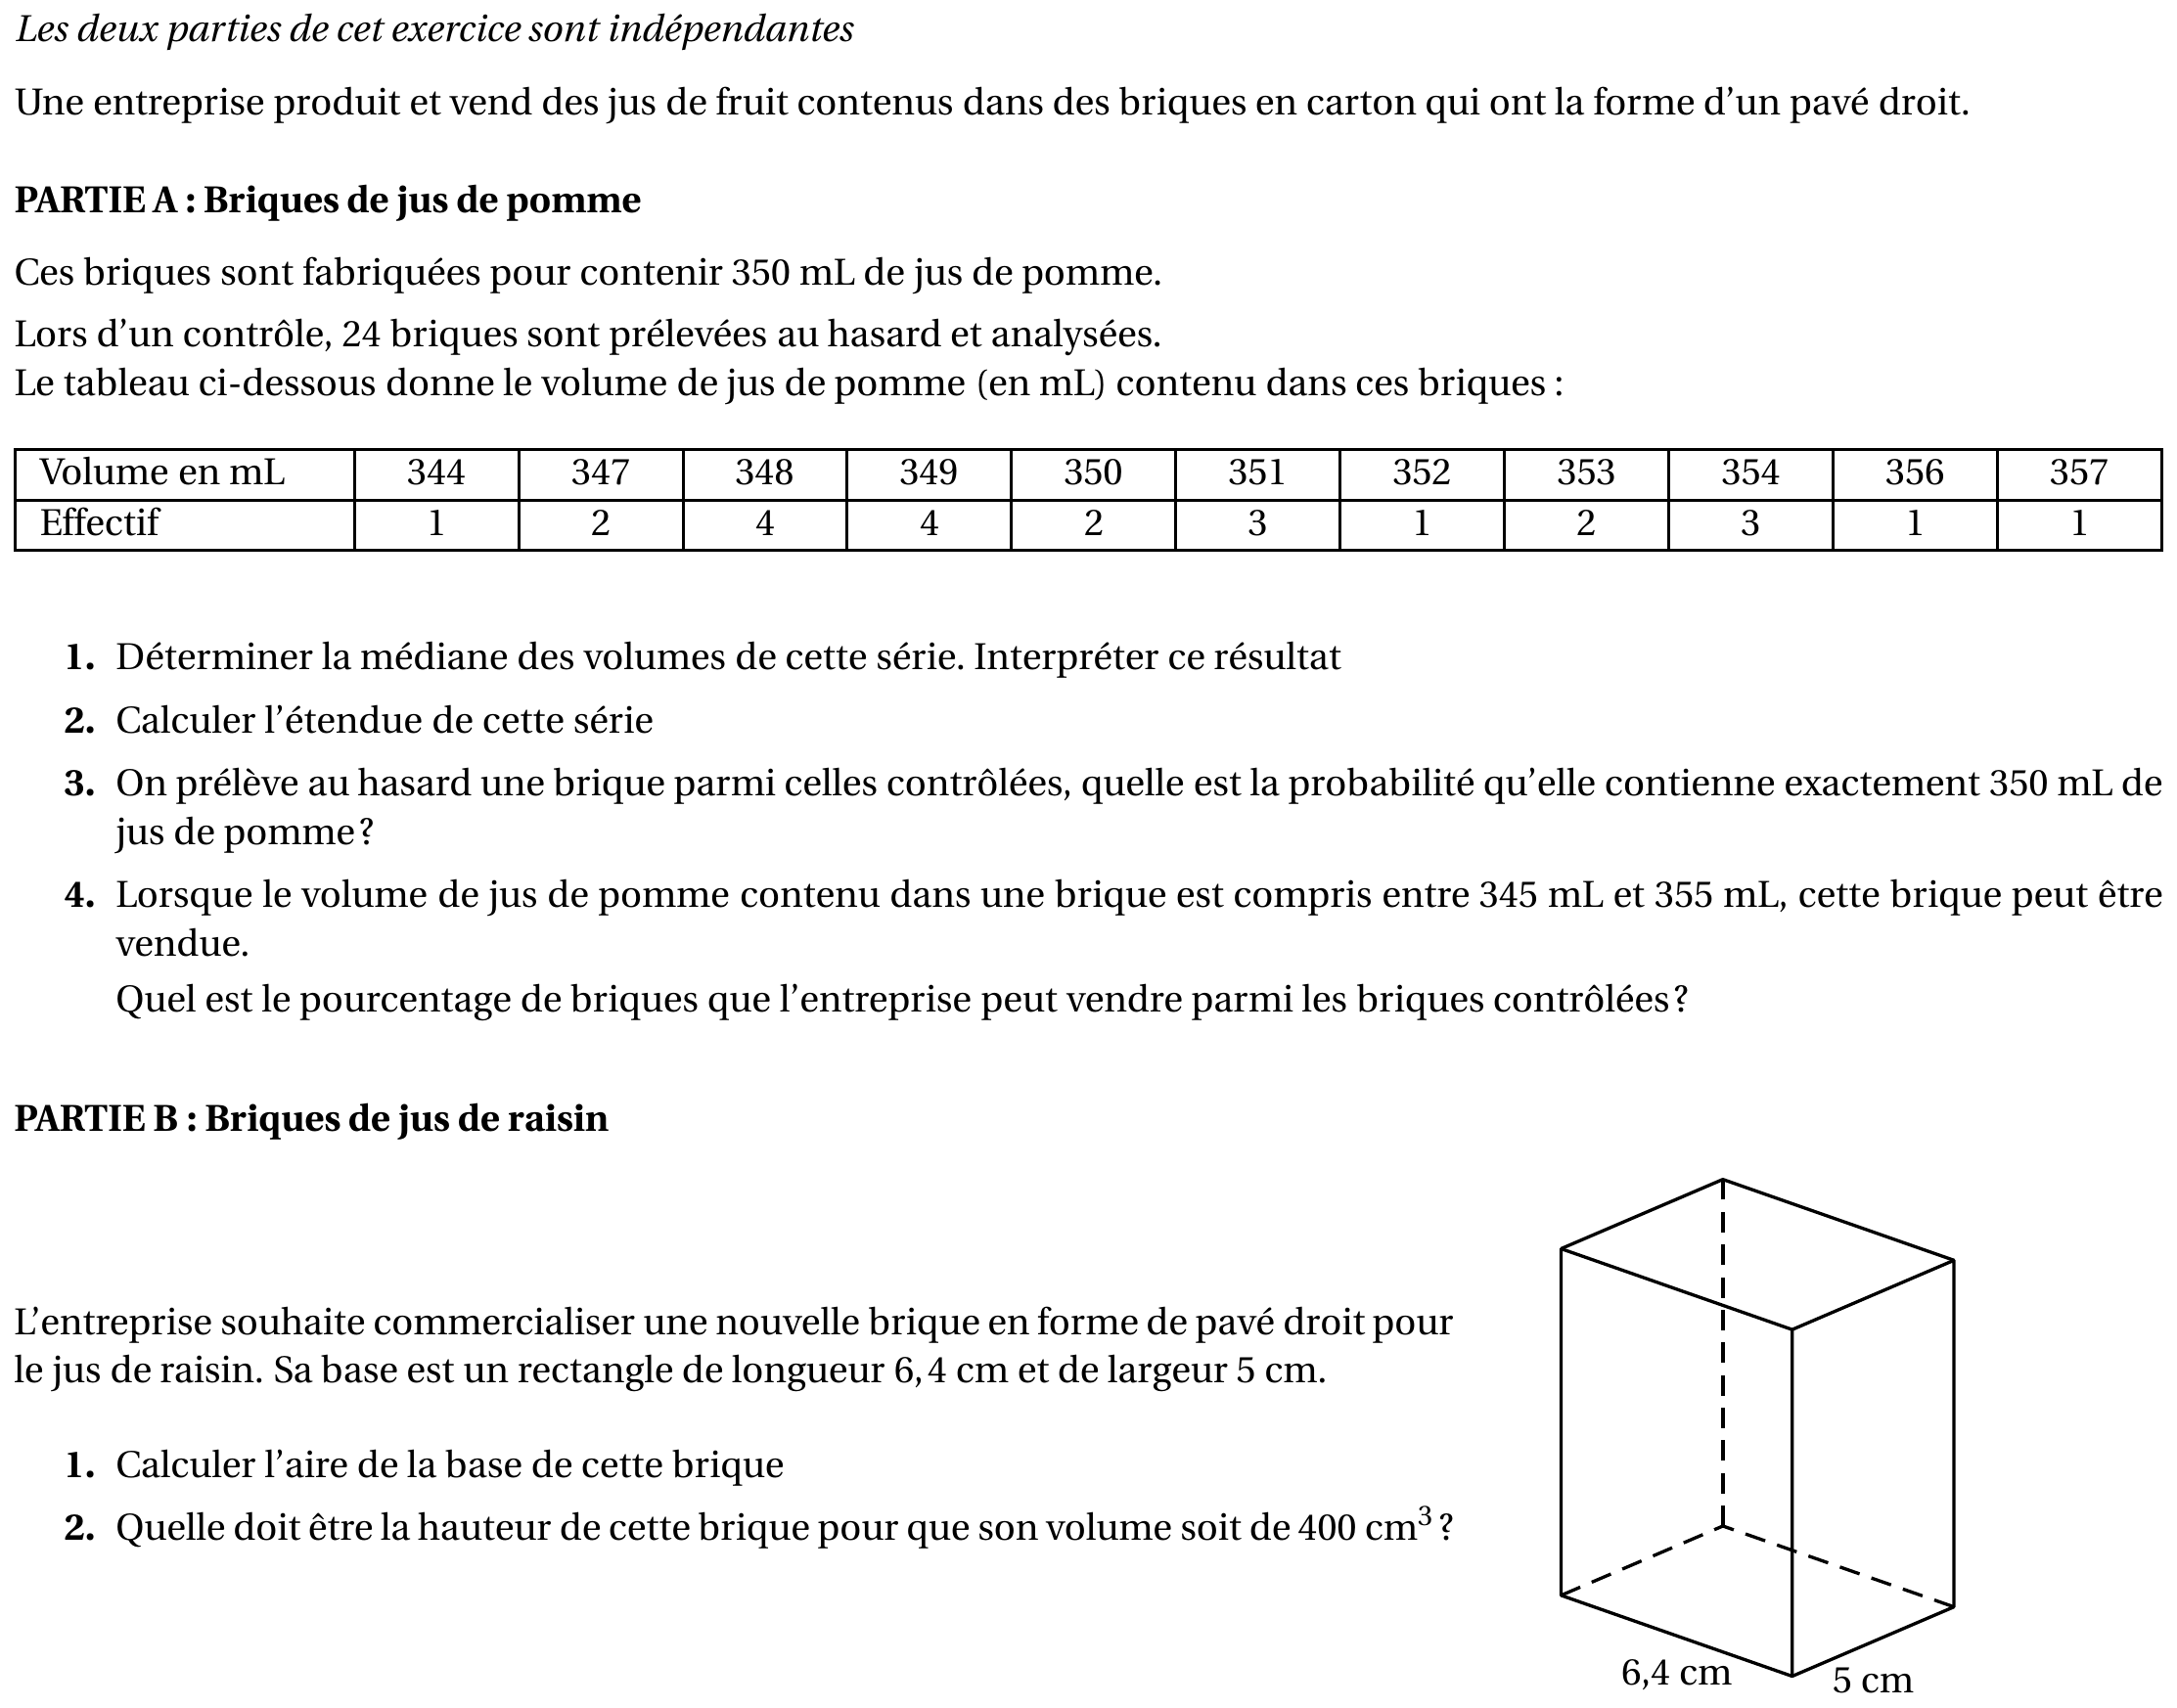 Les deux parties de cet exercice sont indépendantes
Une entreprise produit et vend des jus de fruit contenus dans des briques en carton qui ont la forme d'un pavé droit.
PARTIE A : Briques de jus de pomme
Ces briques sont fabriquées pour contenir 350 mL de jus de pomme.
Lors d'un contrôle, 24 briques sont prélevées au hasard et analysées.
Le tableau ci-dessous donne le volume de jus de pomme (en mL) contenu dans ces briques :
Volume en mL 344 347 348 349 350 351 352 353 354 356 357
Effectif 1 2 4 4 2 3 1 2 3 1 1
1. Déterminer la médiane des volumes de cette série. Interpréter ce résultat
2. Calculer l'étendue de cette série
3. On prélève au hasard une brique parmi celles contrôlées, quelle est la probabilité qu'elle contienne exactement 350 mL de
jus de pomme ?
4. Lorsque le volume de jus de pomme contenu dans une brique est compris entre 345 mL et 355 mL, cette brique peut être
vendue.
Quel est le pourcentage de briques que l'entreprise peut vendre parmi les briques contrôlées ?
PARTIE B : Briques de jus de raisin
L'entreprise souhaite commercialiser une nouvelle brique en forme de pavé droit pour
le jus de raisin. Sa base est un rectangle de longueur 6,4 cm et de largeur 5 cm.
1. Calculer l'aire de la base de cette brique
2. Quelle doit être la hauteur de cette brique pour que son volume soit de 400 cm³ ?
6,4 cm
5 cm